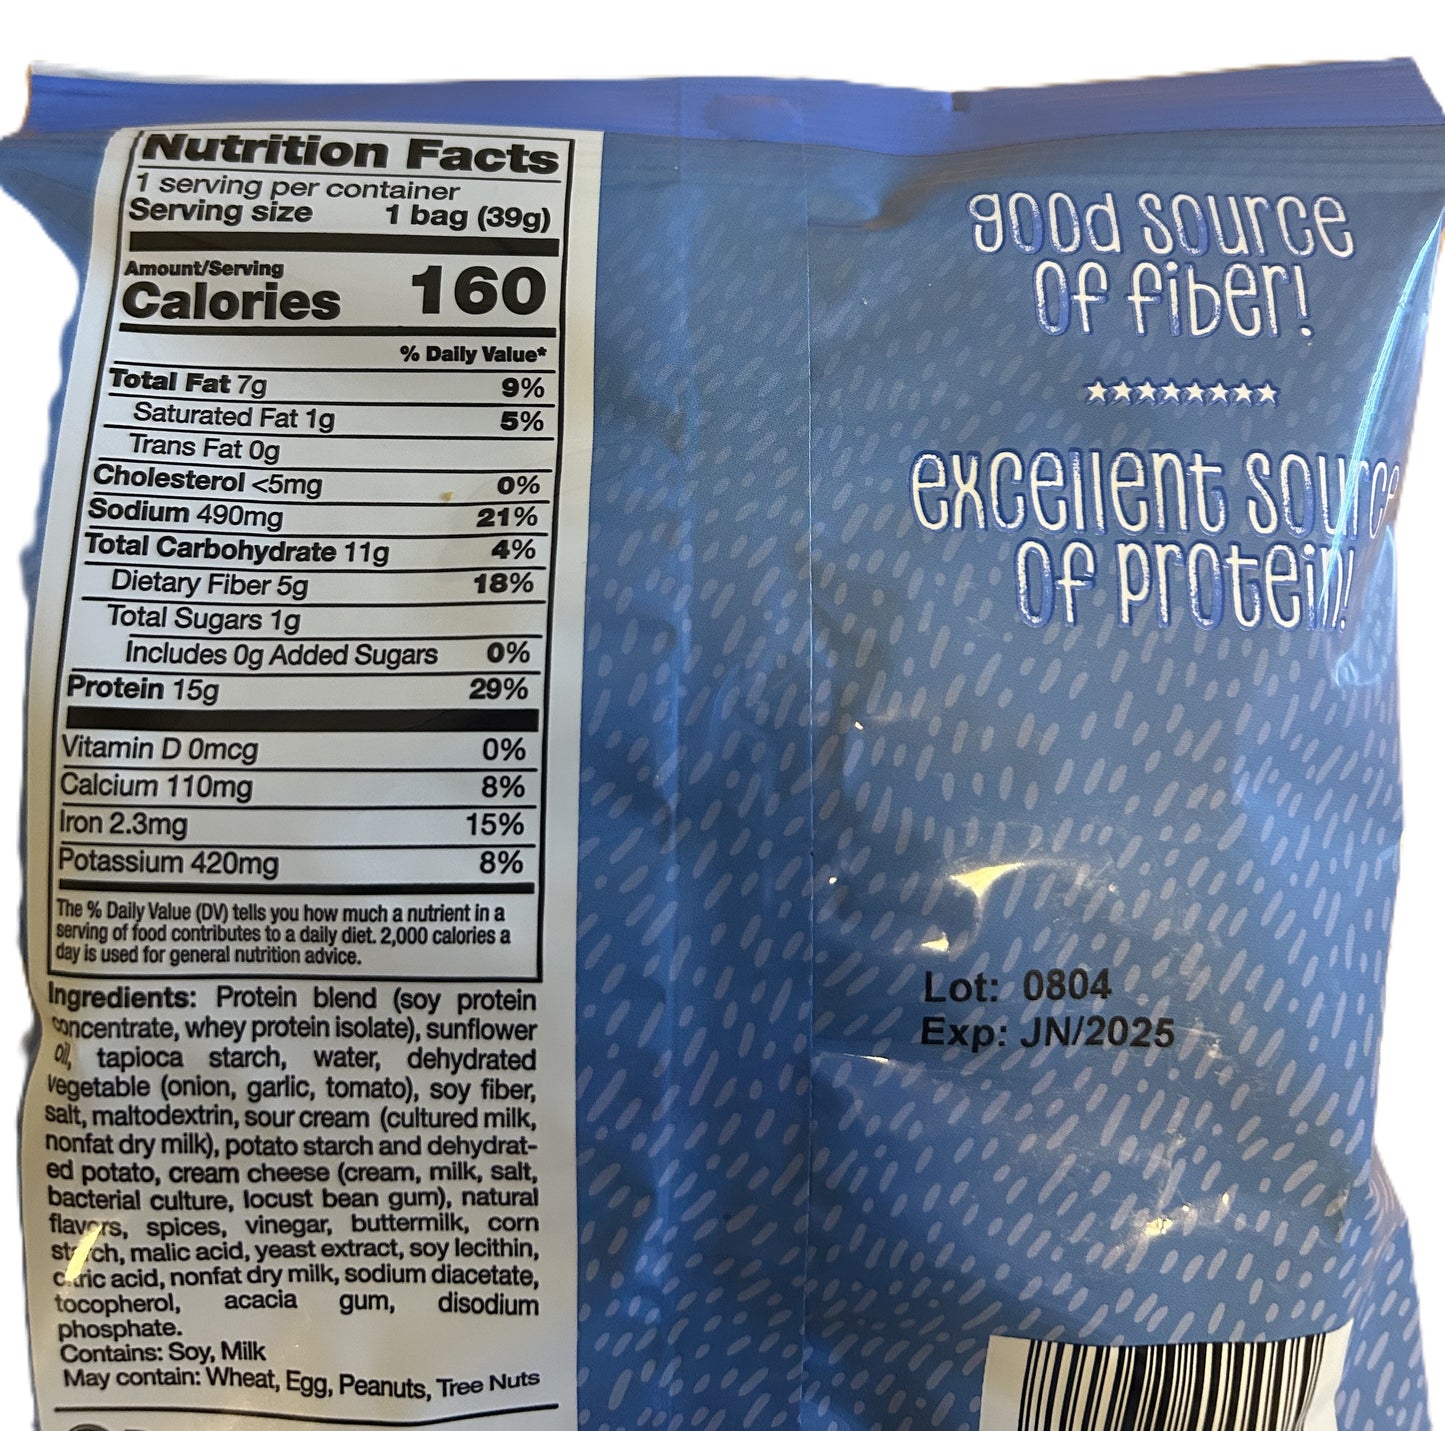 Nutrition Facts
1 serving per container
Serving size 1 bag (39g)
Amount/Serving
Calories 160
% Daily Value*
Total Fat 7g 9%
Saturated Fat 1g 5%
Trans Fat 0g
Cholesterol <5mg 0%
Sodium 490mg 21%
Total Carbohydrate 11g 4%
Dietary Fiber 5g 18%
Total Sugars 1g
Includes 0g Added Sugars 0%
Protein 15g 29%
Vitamin D 0mcg 0%
Calcium 110mg 8%
Iron 2.3mg 15%
Potassium 420mg 8%
The % Daily Value (DV) tells you how much a nutrient in a
serving of food contributes to a daily diet. 2,000 calories a
day is used for general nutrition advice.
Ingredients: Protein blend (soy protein
concentrate, whey protein isolate), sunflower
oil, tapioca starch, water, dehydrated
vegetable (onion, garlic, tomato), soy fiber,
salt, maltodextrin, sour cream (cultured milk,
nonfat dry milk), potato starch and dehydrat-
ed potato, cream cheese (cream, milk, salt,
bacterial culture, locust bean gum), natural
flavors, spices, vinegar, buttermilk, corn
starch, malic acid, yeast extract, soy lecithin,
citric acid, nonfat dry milk, sodium diacetate,
tocopherol, acacia gum, disodium
phosphate.
Contains: Soy, Milk
May contain: Wheat, Egg, Peanuts, Tree Nuts
good source
of fiber!
excellent source
of protein!
Lot: 0804
Exp: JN/2025